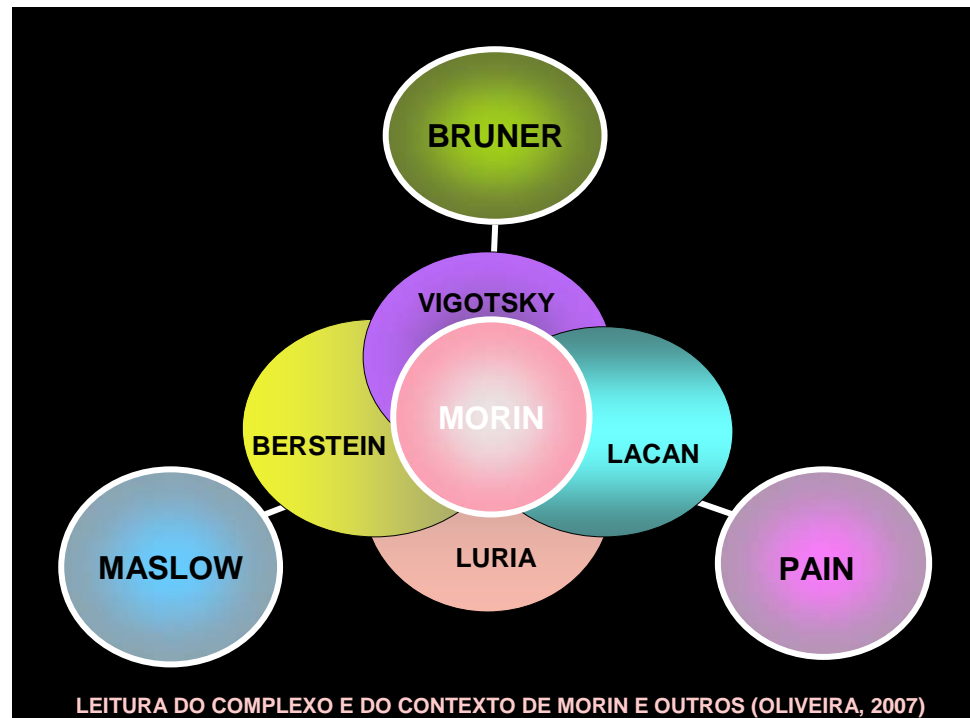 BRUNER
VIGOTSKY
MORIN
BERSTEIN
LACAN
LURIA
MASLOW
PAIN
LEITURA DO COMPLEXO E DO CONTEXTO DE MORIN E OUTROS (OLIVEIRA, 2007)